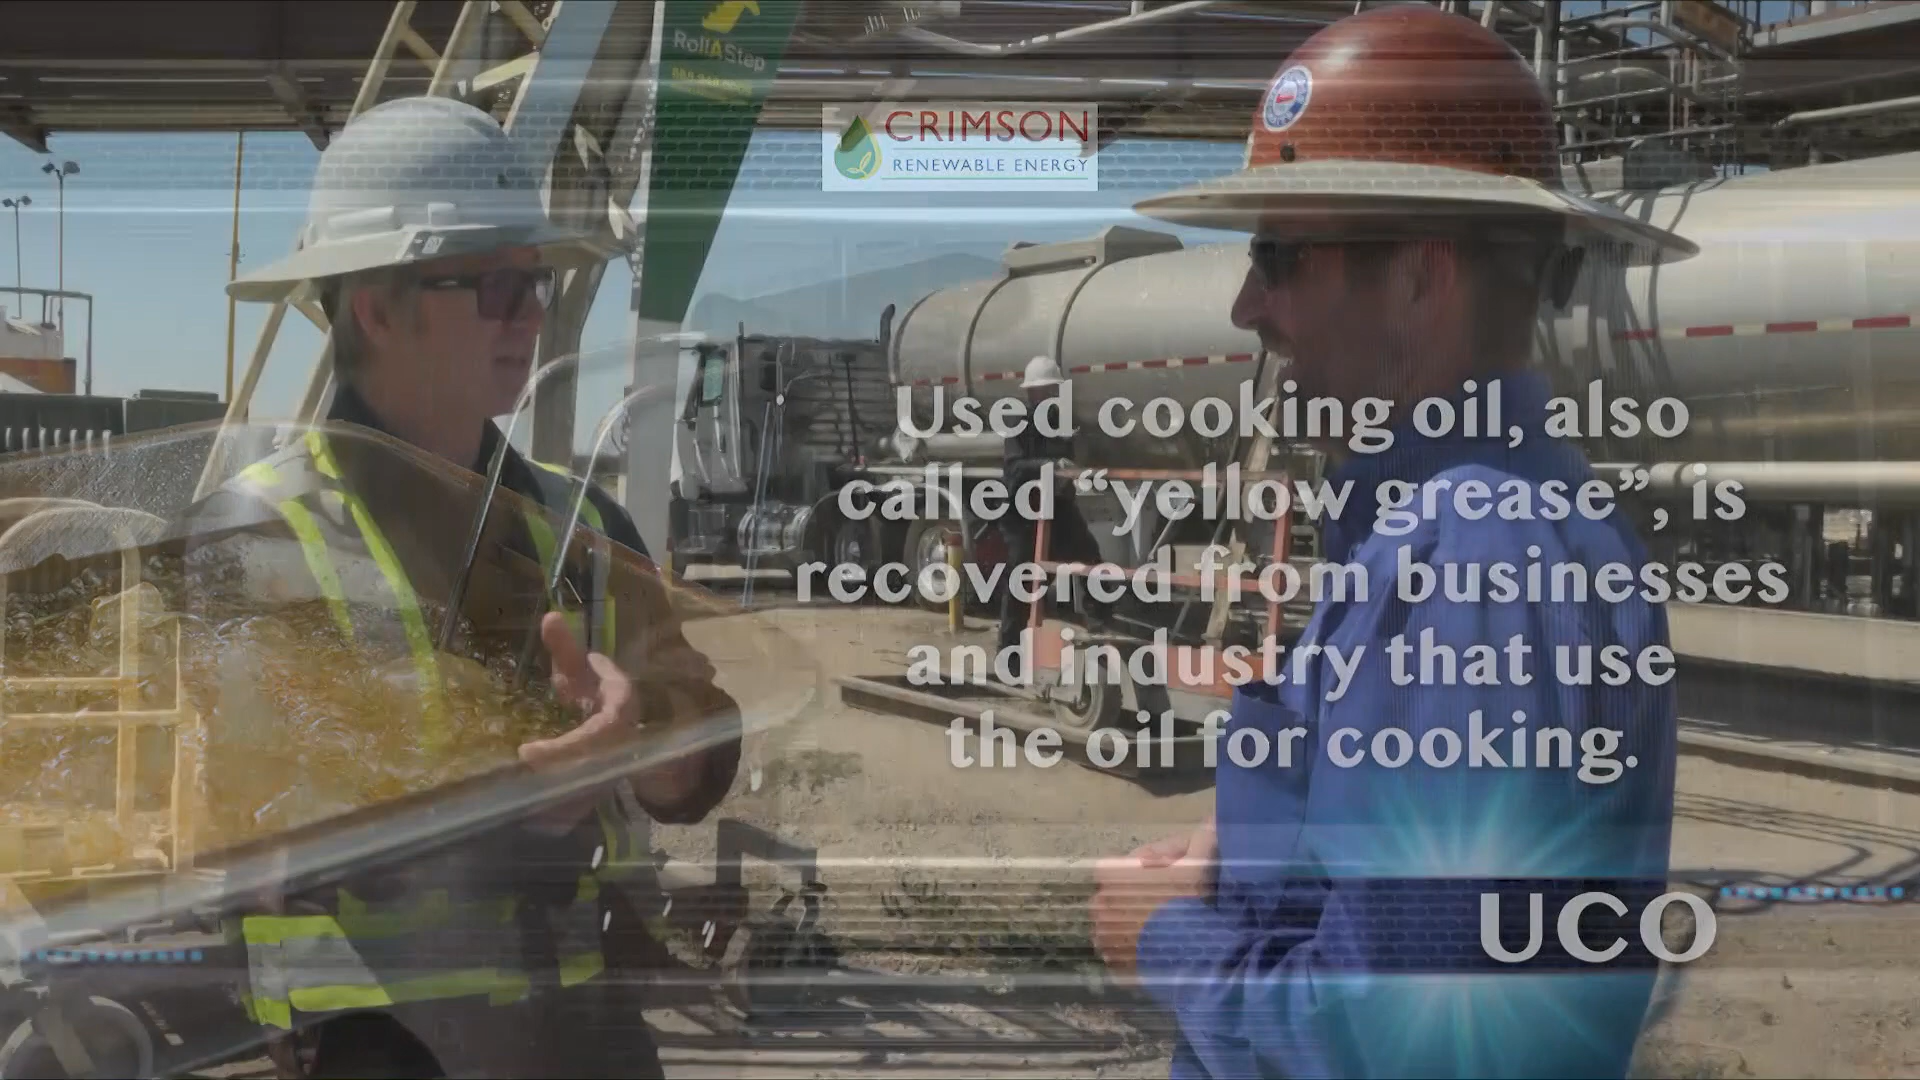 RollAStep
CRIMSON
RENEWABLE ENERGY
Used cooking oil, also
called “yellow grease”, is
recovered from businesses
and industry that use
the oil for cooking.
UCO